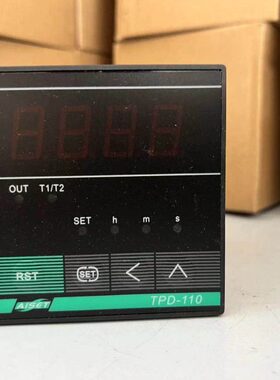 OUT T1/T2
SET h m s
RST SET
AISET TPD-110